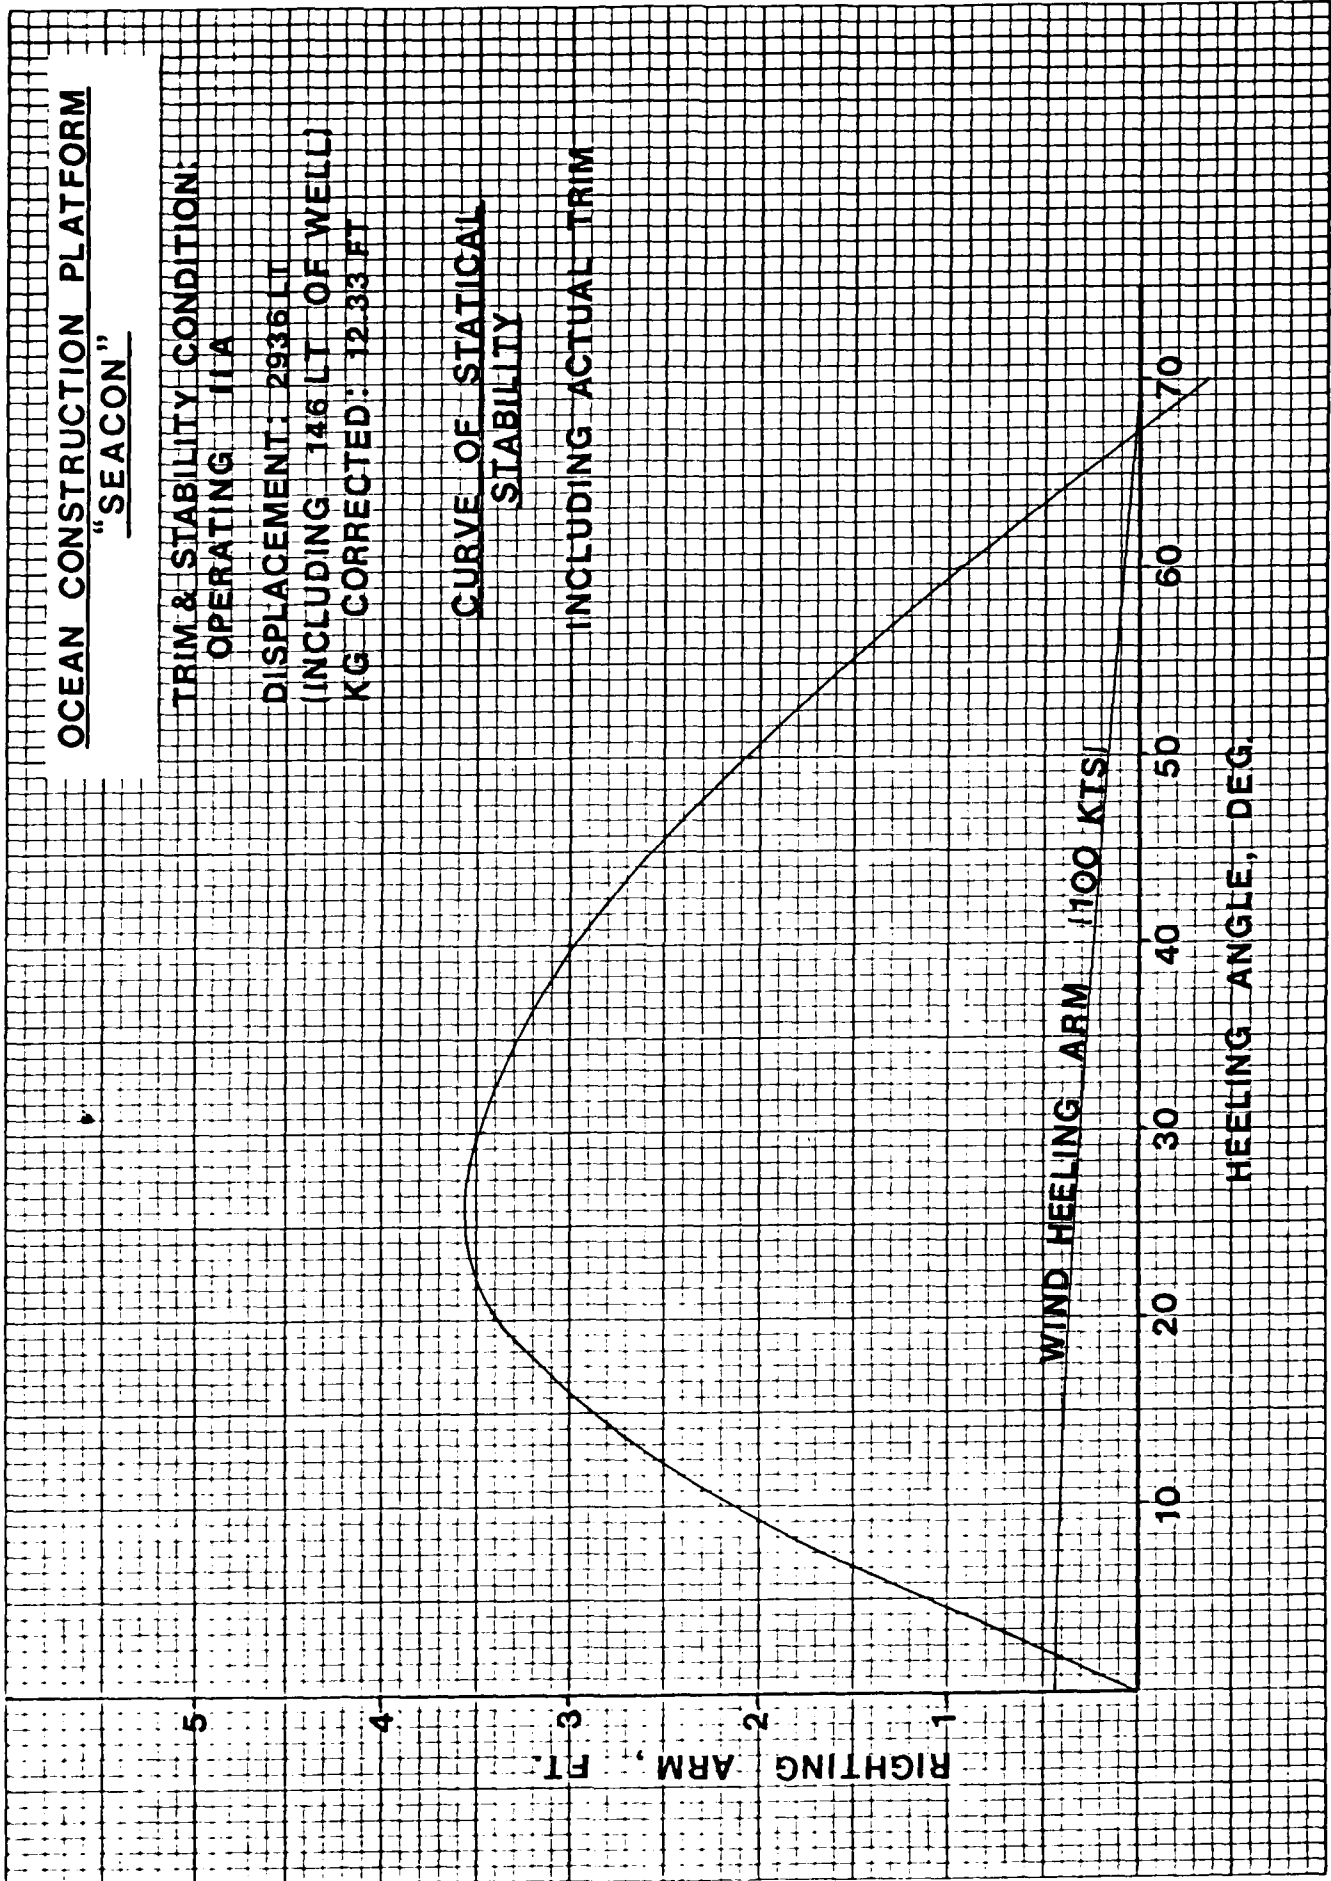 OCEAN CONSTRUCTION PLATFORM
“SEACON”
TRIM & STABILITY CONDITION:
OPERATING IIA
DISPLACEMENT: 2936 LT
(INCLUDING 146 LT OF WELL)
KG CORRECTED: 12.33 FT
CURVE OF STATICAL
STABILITY
INCLUDING ACTUAL TRIM
RIGHTING ARM, FT.
5
4
3
2
1
WIND HEELING ARM (100 KTS)
10
20
30
40
50
60
70
HEELING ANGLE, DEG.